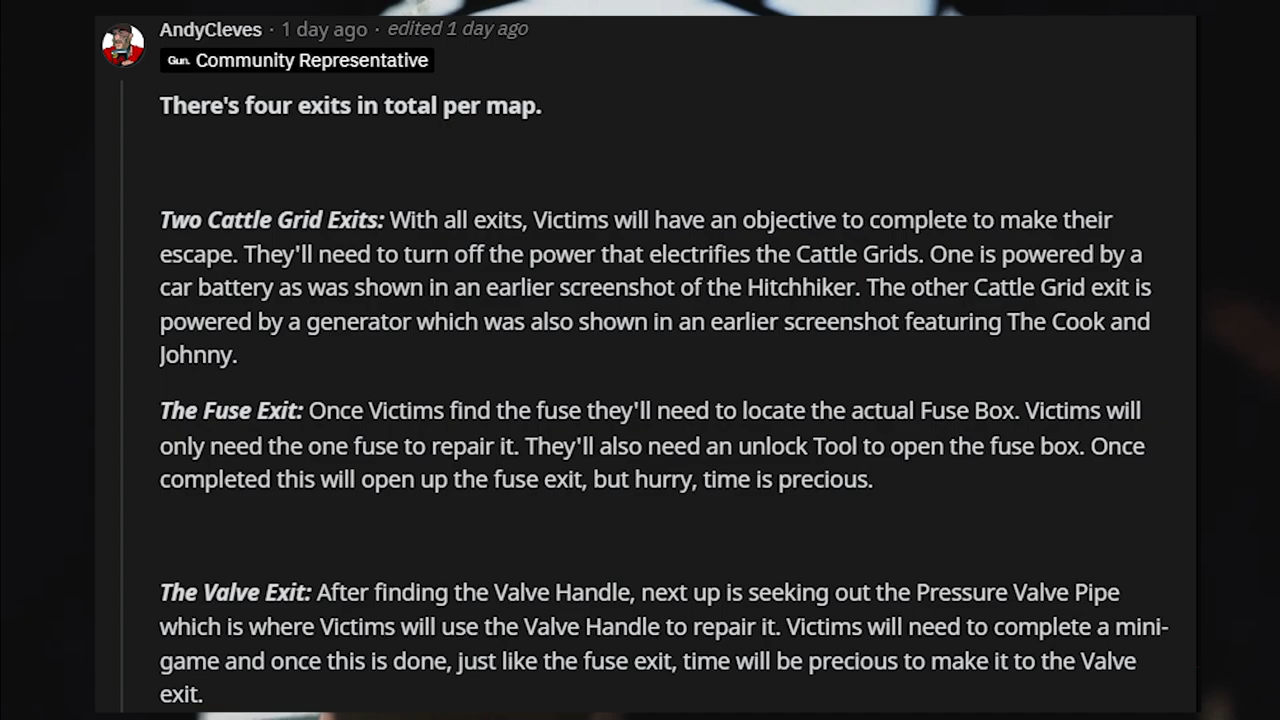 AndyCleves · 1 day ago · edited 1 day ago
Gun. Community Representative
There's four exits in total per map.
Two Cattle Grid Exits: With all exits, Victims will have an objective to complete to make their
escape. They'll need to turn off the power that electrifies the Cattle Grids. One is powered by a
car battery as was shown in an earlier screenshot of the Hitchhiker. The other Cattle Grid exit is
powered by a generator which was also shown in an earlier screenshot featuring The Cook and
Johnny.
The Fuse Exit: Once Victims find the fuse they'll need to locate the actual Fuse Box. Victims will
only need the one fuse to repair it. They'll also need an unlock Tool to open the fuse box. Once
completed this will open up the fuse exit, but hurry, time is precious.
The Valve Exit: After finding the Valve Handle, next up is seeking out the Pressure Valve Pipe
which is where Victims will use the Valve Handle to repair it. Victims will need to complete a mini-
game and once this is done, just like the fuse exit, time will be precious to make it to the Valve
exit.